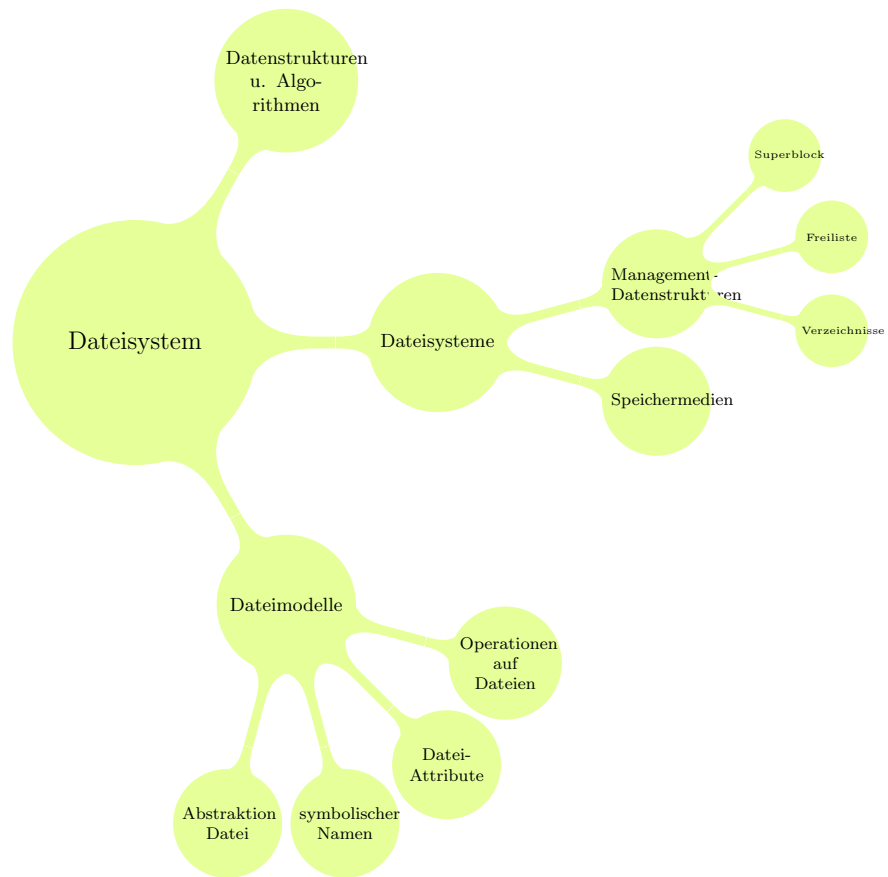 Datenstrukturen
u. Algo-
rithmen
Superblock
Freiliste
Management-
Datenstrukturen
Verzeichnisse
Dateisystem
Dateisysteme
Speichermedien
Dateimodelle
Operationen
auf
Dateien
Datei-
Attribute
Abstraktion
Datei
symbolischer
Namen